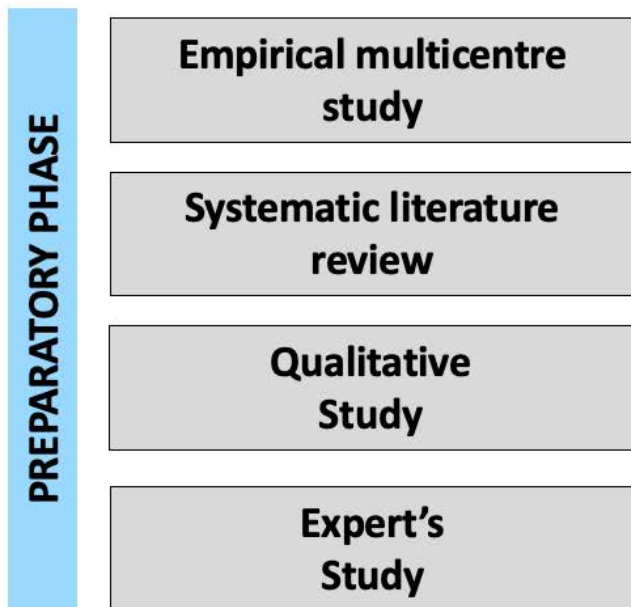 PREPARATORY PHASE
Empirical multicentre
study
Systematic literature
review
Qualitative
Study
Expert’s
Study